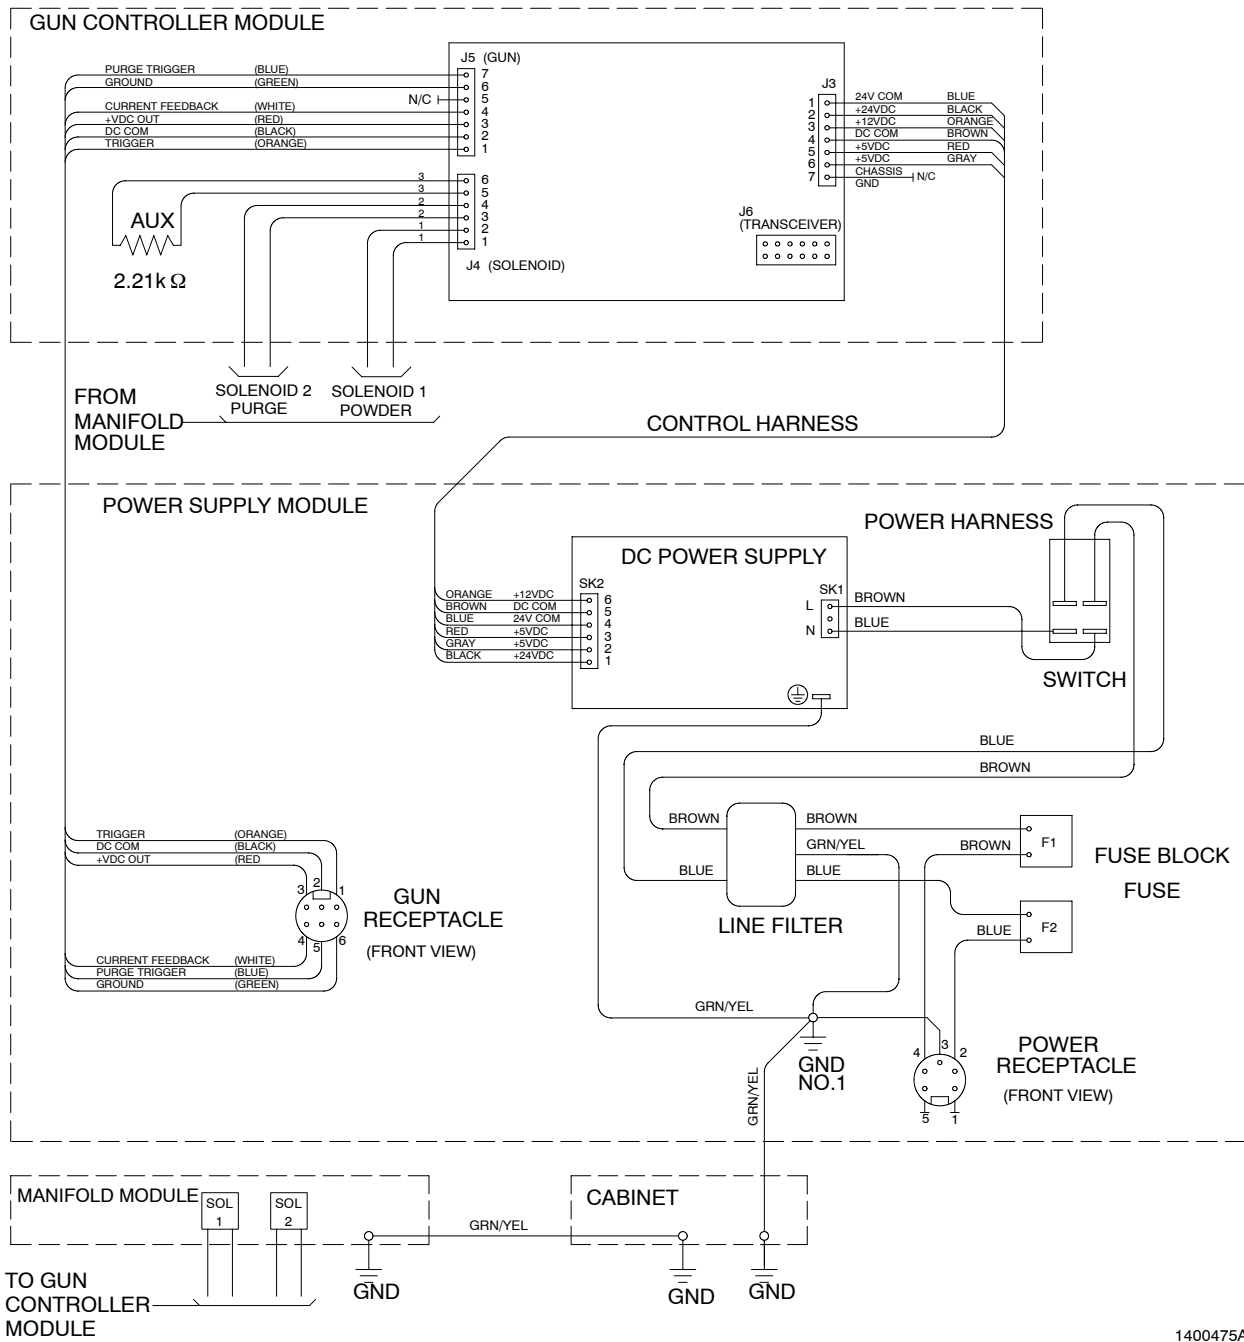 GUN CONTROLLER MODULE
J5 (GUN)
PURGE TRIGGER (BLUE) 7
GROUND (GREEN) 6
N/C 5
CURRENT FEEDBACK (WHITE) 4
+VDC OUT (RED) 3
DC COM (BLACK) 2
TRIGGER (ORANGE) 1
J3
1 24V COM BLUE
2 +24VDC BLACK
3 +12VDC ORANGE
4 DC COM BROWN
5 +5VDC RED
6 +5VDC GRAY
7 CHASSIS GND N/C
3 6
3 5
2 4
2 3
1 2
1 1
J4 (SOLENOID)
AUX
2.21k Ω
J6
(TRANSCEIVER)
FROM
MANIFOLD
MODULE
SOLENOID 2
PURGE
SOLENOID 1
POWDER
CONTROL HARNESS
POWER SUPPLY MODULE
POWER HARNESS
DC POWER SUPPLY
SK2
ORANGE +12VDC 6
BROWN DC COM 5
BLUE 24V COM 4
RED +5VDC 3
GRAY +5VDC 2
BLACK +24VDC 1
SK1
L BROWN
N BLUE
SWITCH
BLUE
BROWN
BROWN BROWN
GRN/YEL
BLUE BLUE
LINE FILTER
BROWN F1
BLUE F2
FUSE BLOCK
FUSE
TRIGGER (ORANGE)
DC COM (BLACK)
+VDC OUT (RED
3 2 1
4 5 6
GUN
RECEPTACLE
(FRONT VIEW)
CURRENT FEEDBACK (WHITE)
PURGE TRIGGER (BLUE)
GROUND (GREEN)
GRN/YEL
GND
NO.1
GRN/YEL
4 3 2
5 1
POWER
RECEPTACLE
(FRONT VIEW)
MANIFOLD MODULE
SOL
1
SOL
2
GRN/YEL
CABINET
GND
GND
GND
TO GUN
CONTROLLER
MODULE
1400475A